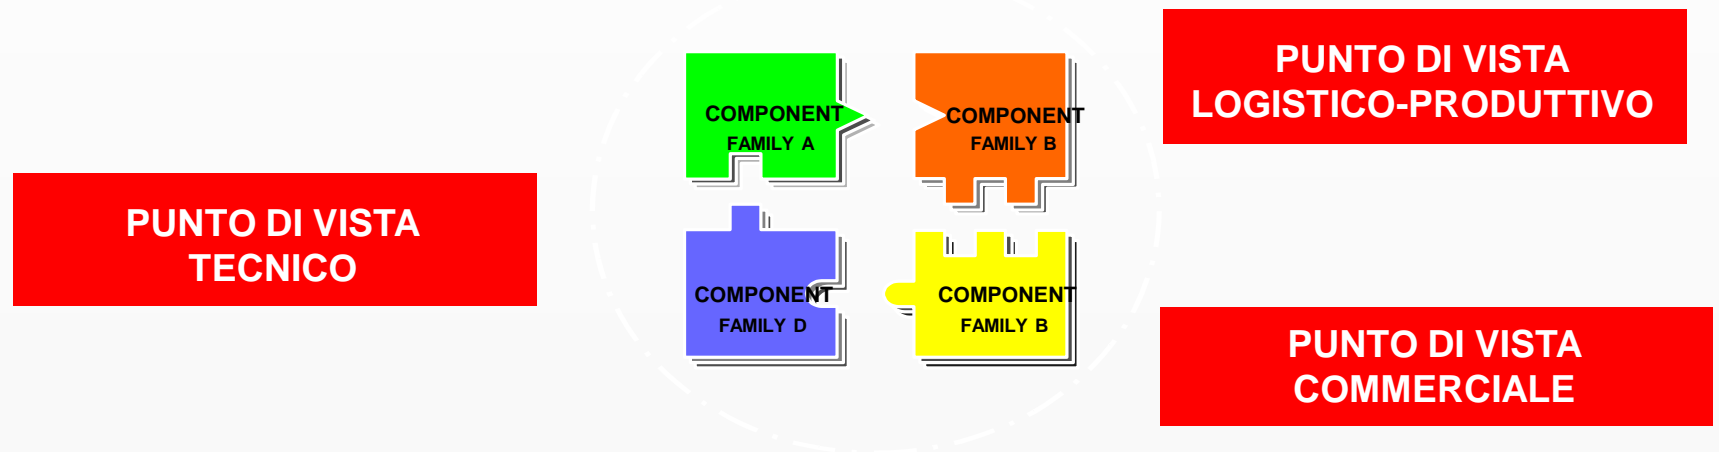 PUNTO DI VISTA
TECNICO
COMPONENT
FAMILY A
COMPONENT
FAMILY B
COMPONENT
FAMILY D
COMPONENT
FAMILY B
PUNTO DI VISTA
LOGISTICO-PRODUTTIVO
PUNTO DI VISTA
COMMERCIALE